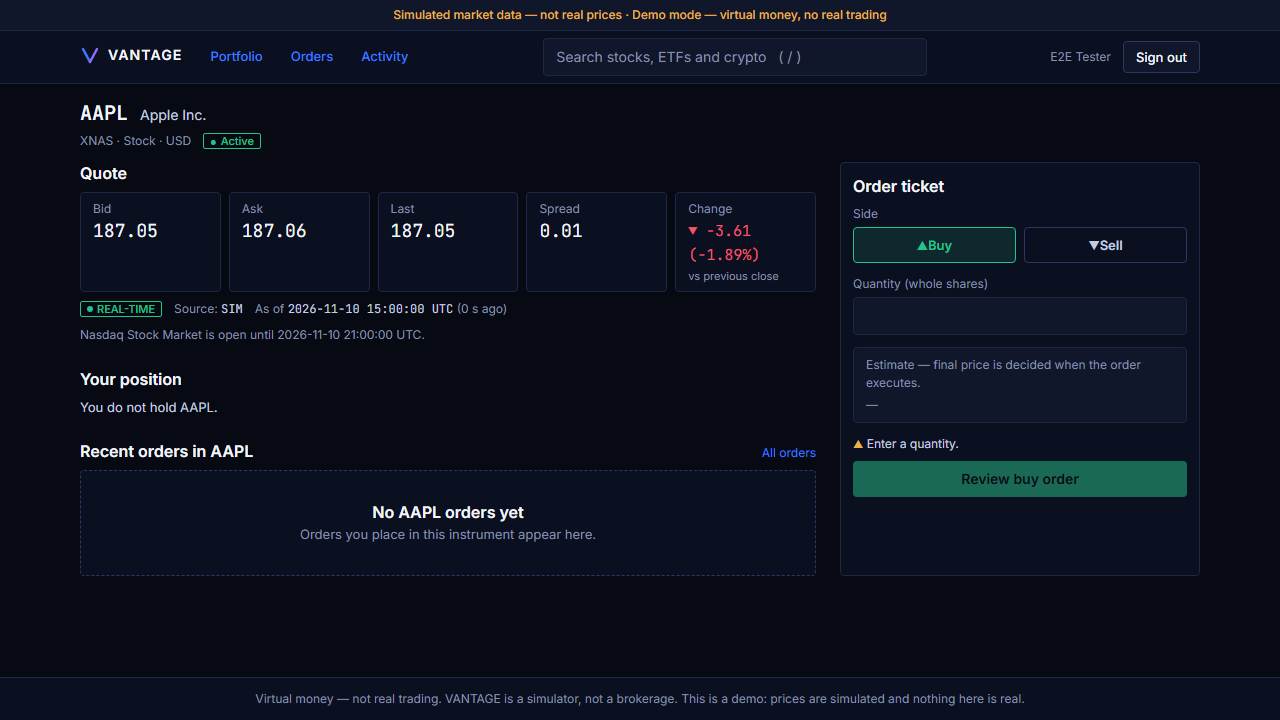 Simulated market data — not real prices · Demo mode — virtual money, no real trading
VANTAGE
Portfolio
Orders
Activity
Search stocks, ETFs and crypto ( / )
E2E Tester
Sign out
AAPL Apple Inc.
XNAS · Stock · USD
Active
Quote
Bid
187.05
Ask
187.06
Last
187.05
Spread
0.01
Change
▼ -3.61
(-1.89%)
vs previous close
REAL-TIME Source: SIM As of 2026-11-10 15:00:00 UTC (0 s ago)
Nasdaq Stock Market is open until 2026-11-10 21:00:00 UTC.
Your position
You do not hold AAPL.
Recent orders in AAPL
All orders
No AAPL orders yet
Orders you place in this instrument appear here.
Order ticket
Side
▲Buy
▼Sell
Quantity (whole shares)
Estimate — final price is decided when the order
executes.
—
▲ Enter a quantity.
Review buy order
Virtual money — not real trading. VANTAGE is a simulator, not a brokerage. This is a demo: prices are simulated and nothing here is real.